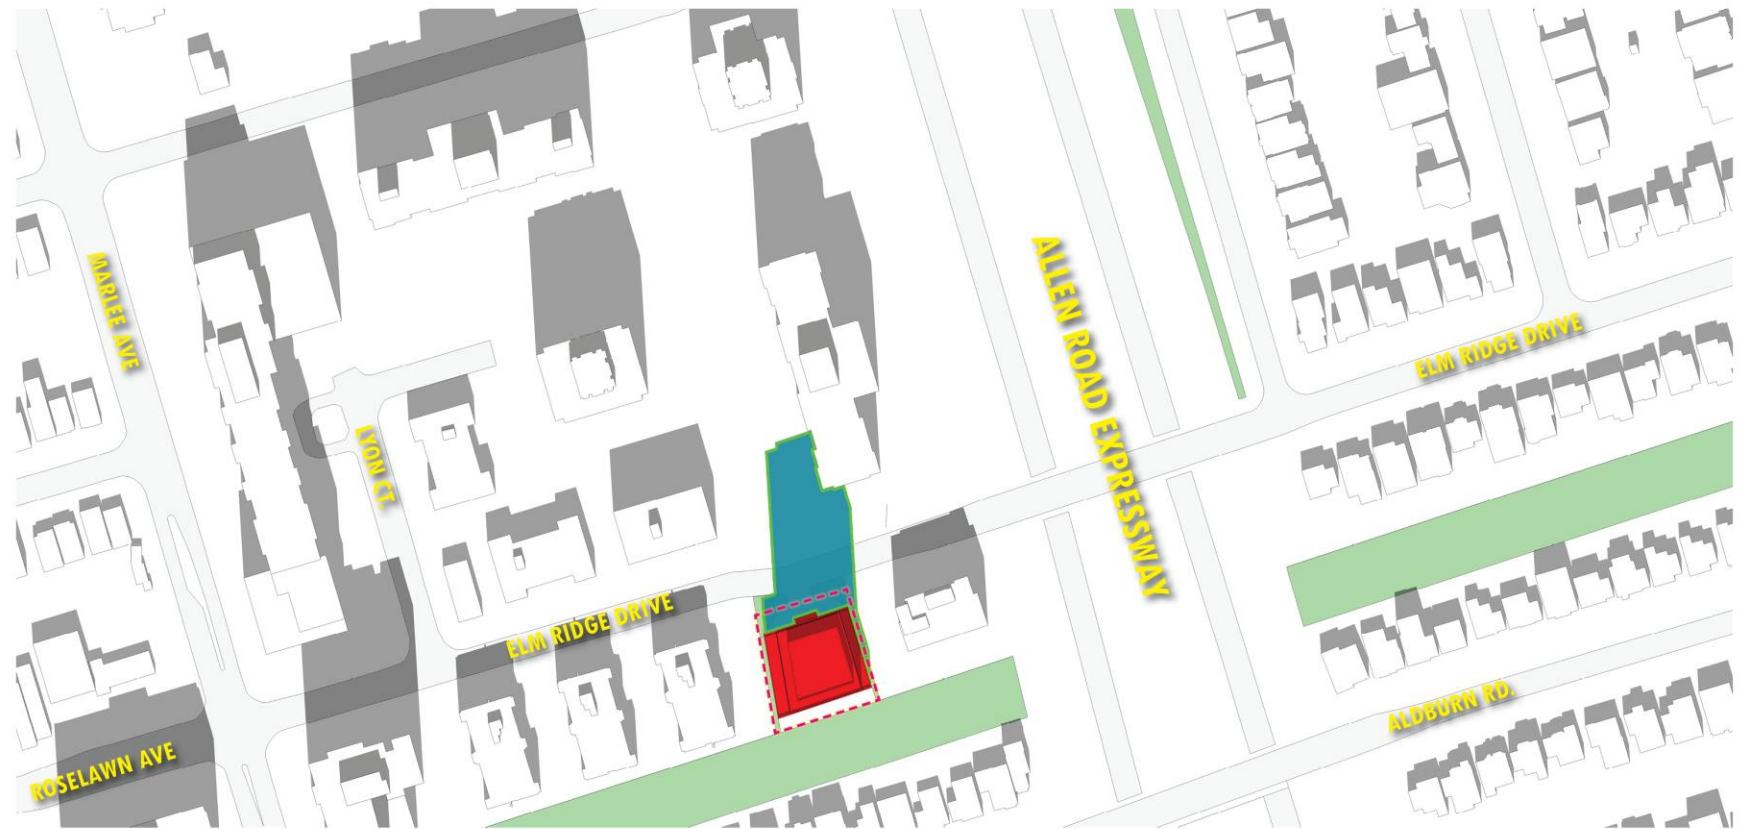 MARLEE AVE
ALLEN ROAD EXPRESSWAY
ELM RIDGE DRIVE
LYON CT.
ELM RIDGE DRIVE
ALDBURN RD.
ROSELAWN AVE